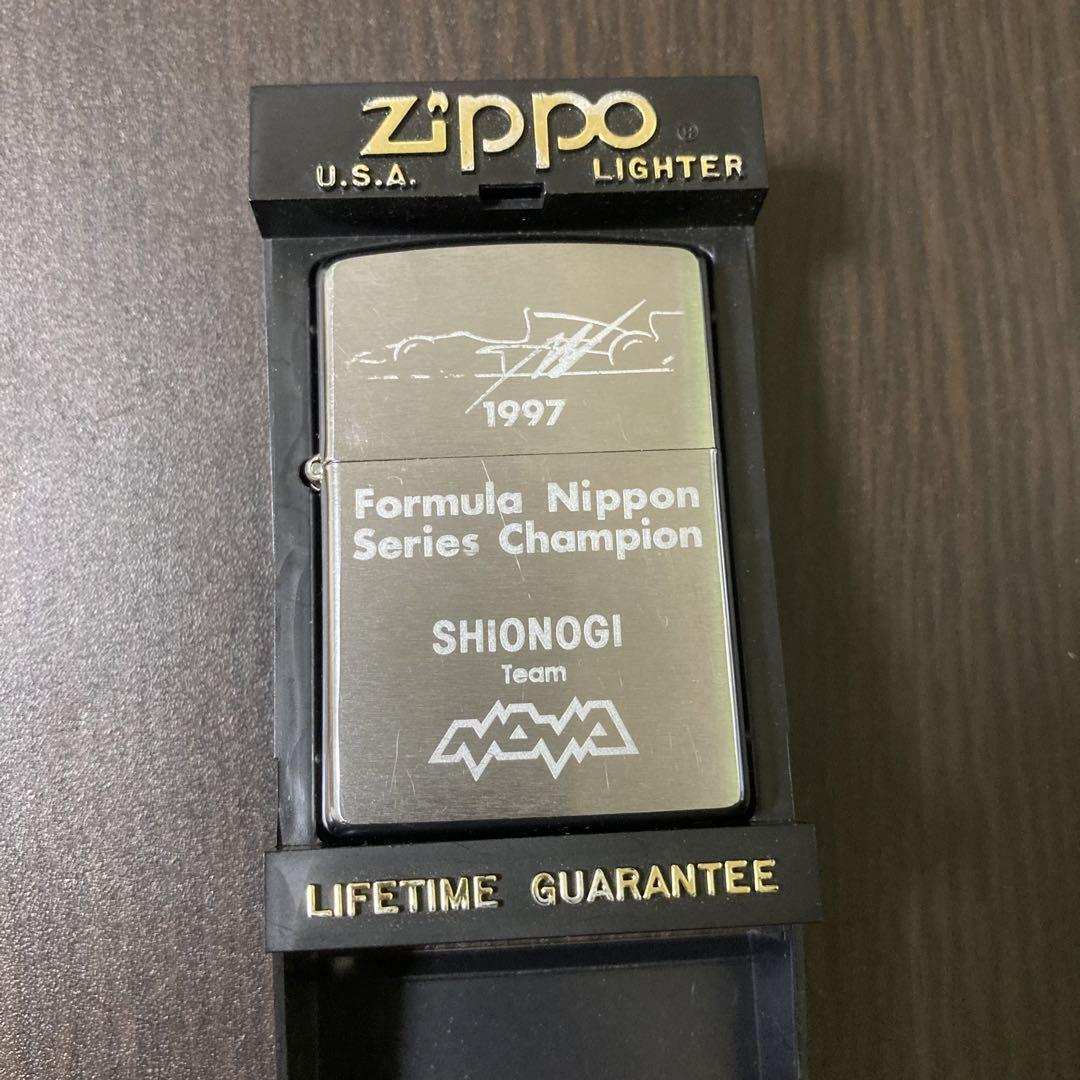 Zippo ®
U.S.A. LIGHTER
1997
Formula Nippon
Series Champion
SHIONOGI
Team
NOVA
LIFETIME GUARANTEE